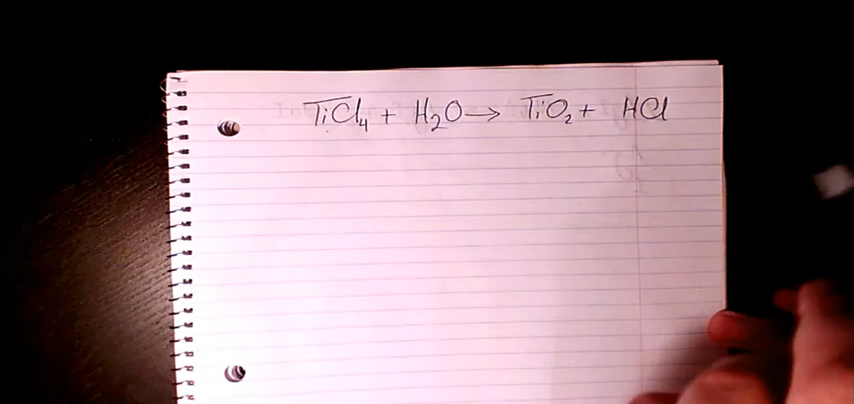 TiCl₄ + H₂O → TiO₂ + HCl